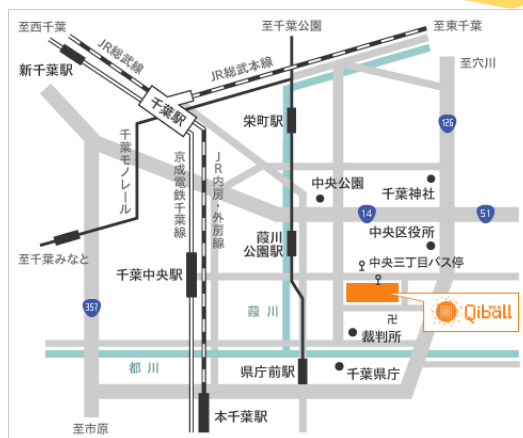 至西千葉
至千葉公園
至東千葉
JR総武線
JR総武本線
新千葉駅
至穴川
千葉駅
栄町駅
126
千葉モノレール
京成電鉄千葉線
JR内房・外房線
中央公園
千葉神社
14
51
葭川
公園駅
中央区役所
至千葉みなと
千葉中央駅
中央三丁目バス停
357
葭川
Qiball
卍
裁判所
都川
県庁前駅
千葉県庁
至市原
本千葉駅